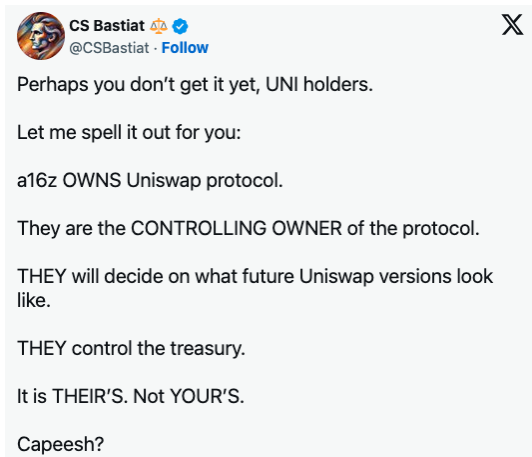 CS Bastiat ⚖️
@CSBastiat · Follow
Perhaps you don't get it yet, UNI holders.
Let me spell it out for you:
a16z OWNS Uniswap protocol.
They are the CONTROLLING OWNER of the protocol.
THEY will decide on what future Uniswap versions look
like.
THEY control the treasury.
It is THEIR'S. Not YOUR'S.
Capeesh?